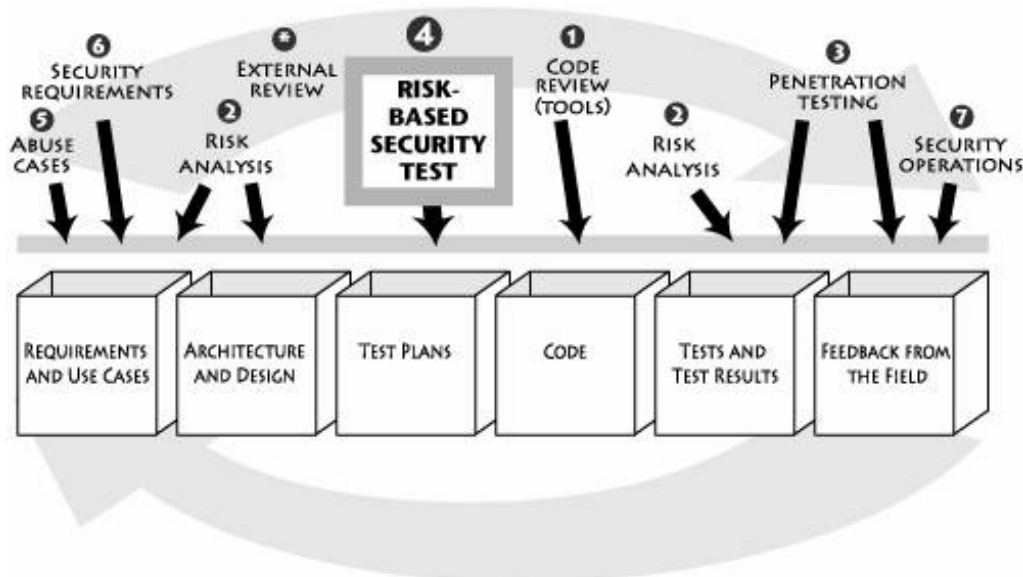 6
SECURITY
REQUIREMENTS
5
ABUSE
CASES
*
EXTERNAL
REVIEW
2
RISK
ANALYSIS
4
RISK-
BASED
SECURITY
TEST
1
CODE
REVIEW
(TOOLS)
2
RISK
ANALYSIS
3
PENETRATION
TESTING
7
SECURITY
OPERATIONS
REQUIREMENTS
AND USE CASES
ARCHITECTURE
AND DESIGN
TEST PLANS
CODE
TESTS AND
TEST RESULTS
FEEDBACK FROM
THE FIELD